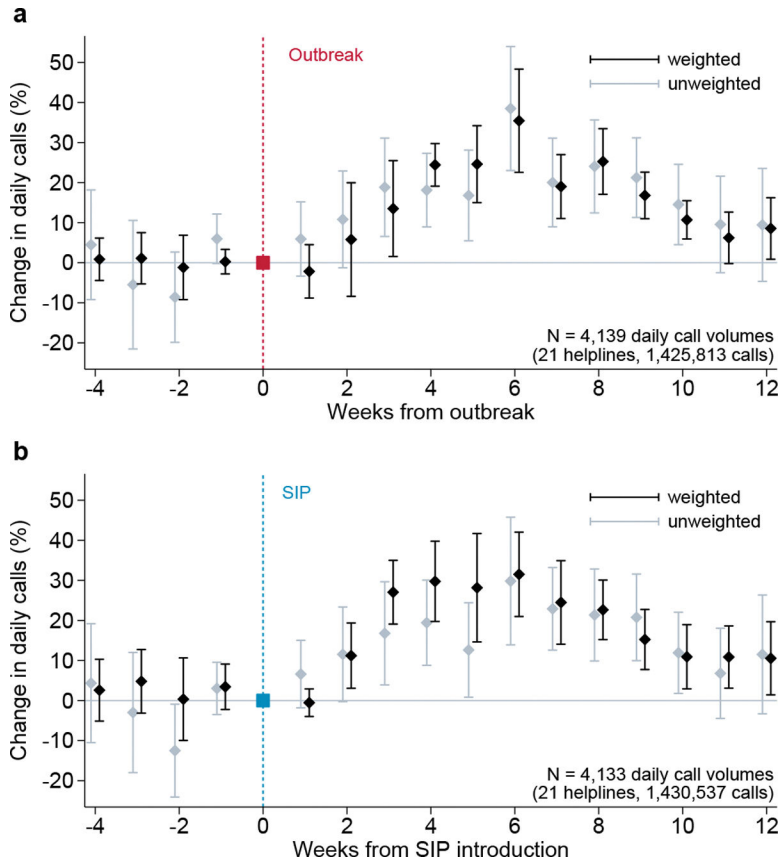 a
Outbreak
weighted
unweighted
Change in daily calls (%)
50
40
30
20
10
0
-10
-20
N = 4,139 daily call volumes
(21 helplines, 1,425,813 calls)
-4 -2 0 2 4 6 8 10 12
Weeks from outbreak
b
SIP
weighted
unweighted
Change in daily calls (%)
50
40
30
20
10
0
-10
-20
N = 4,133 daily call volumes
(21 helplines, 1,430,537 calls)
-4 -2 0 2 4 6 8 10 12
Weeks from SIP introduction